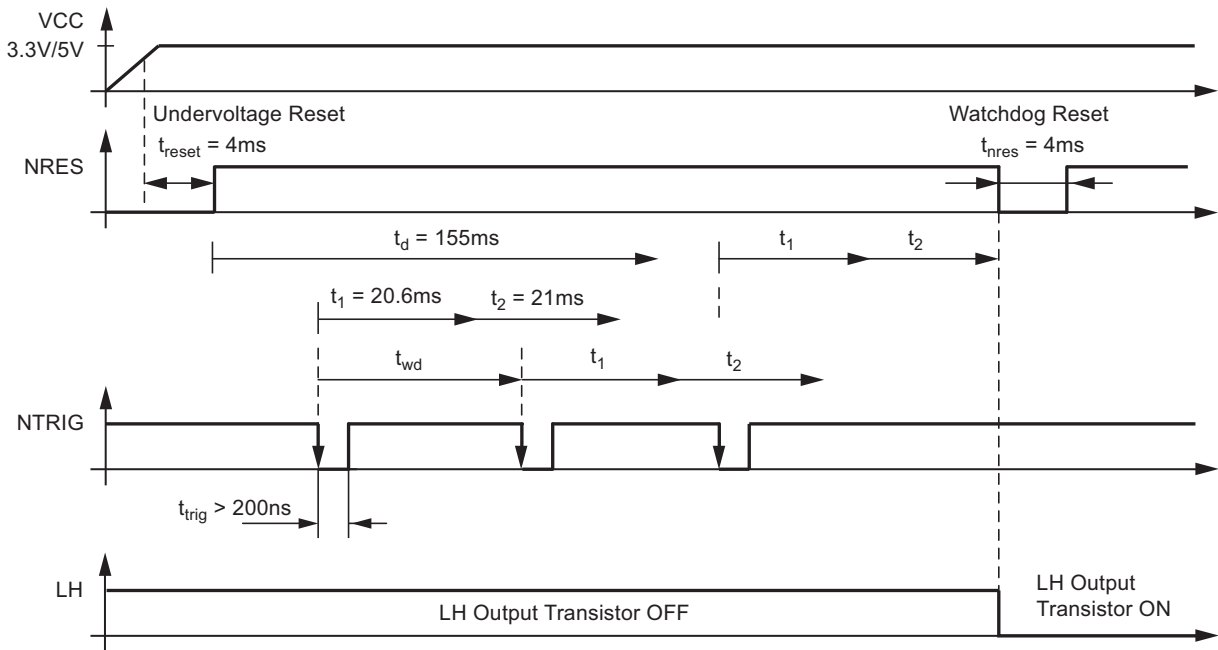 VCC
3.3V/5V
Undervoltage Reset
Watchdog Reset
t_reset = 4ms
t_nres = 4ms
NRES
t_d = 155ms
t_1
t_2
t_1 = 20.6ms
t_2 = 21ms
t_wd
t_1
t_2
NTRIG
t_trig > 200ns
LH
LH Output Transistor OFF
LH Output
Transistor ON